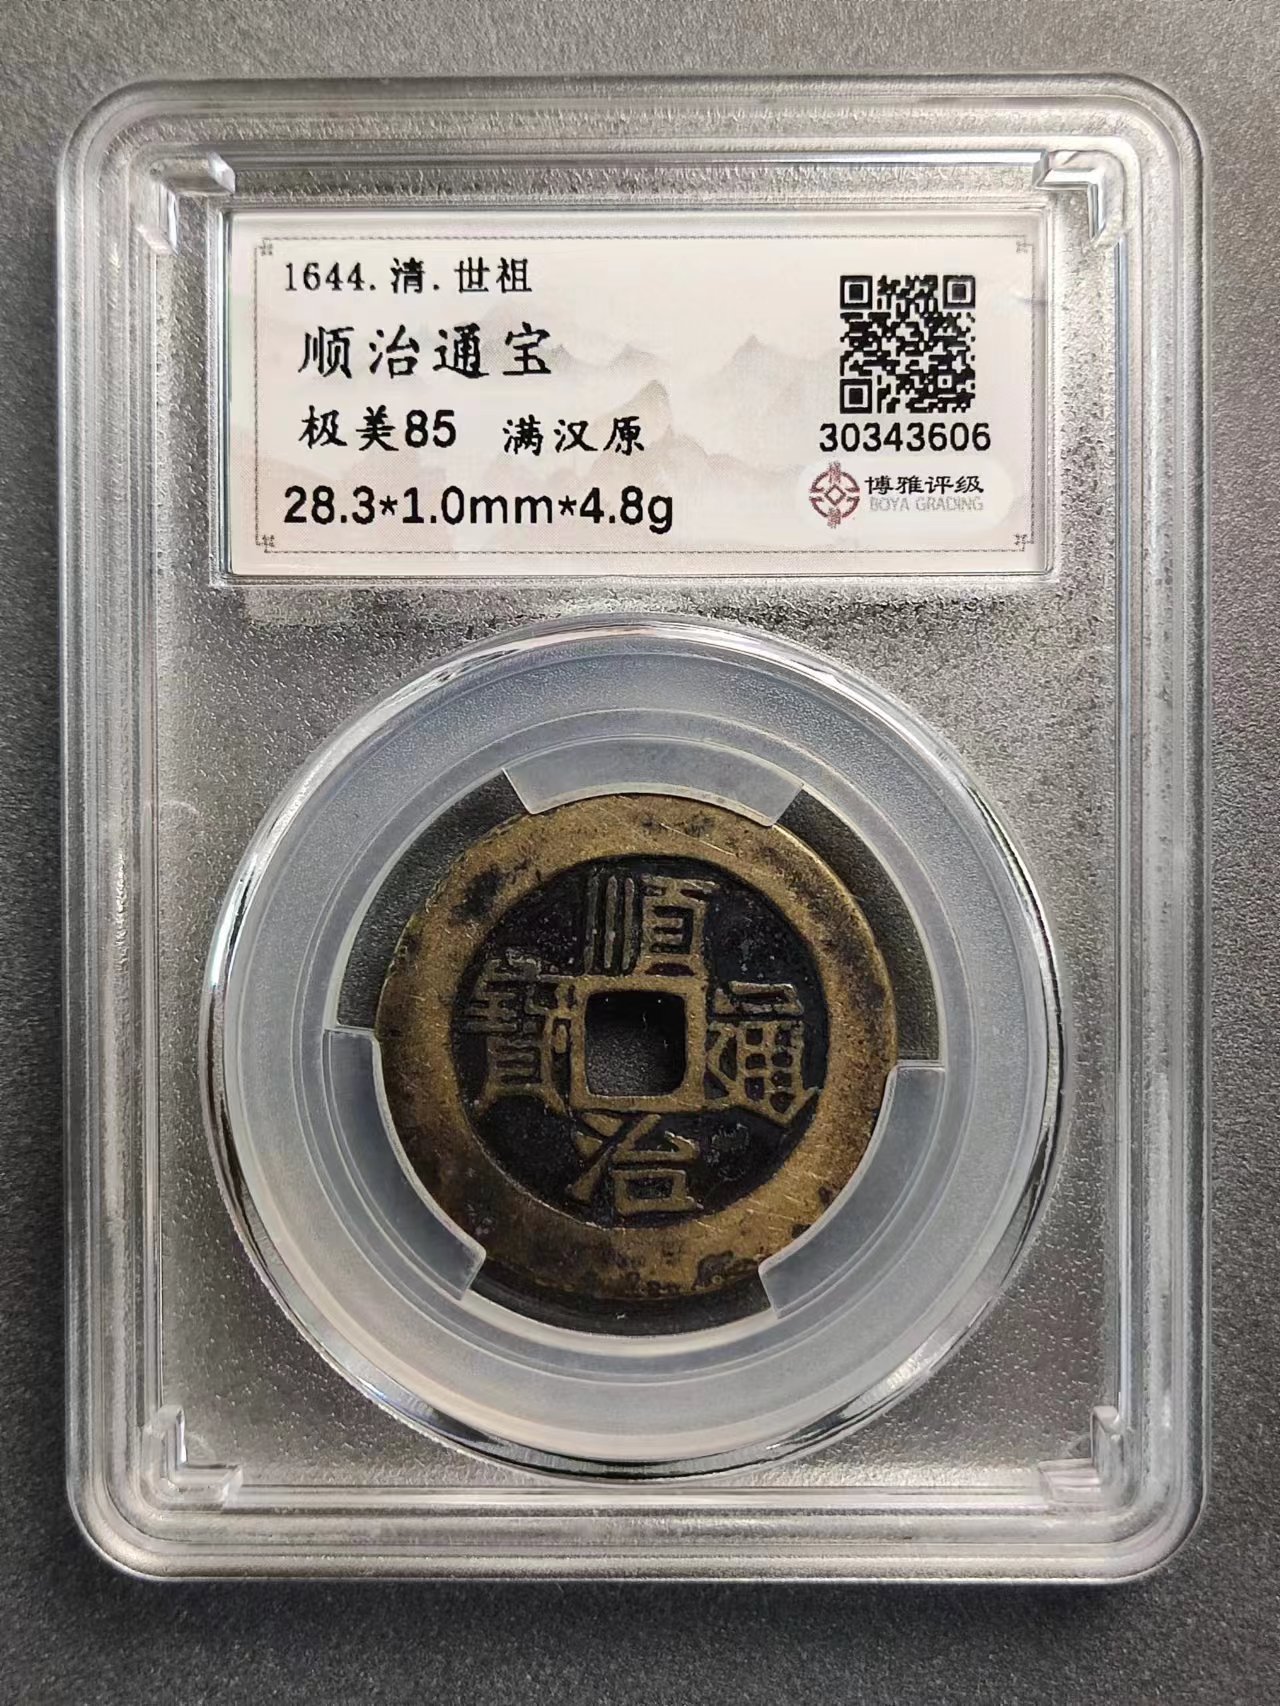 1644.清.世祖
顺治通宝
极美85 满汉原
28.3*1.0mm*4.8g
30343606
博雅评级
BOYA GRADING
順治通寶